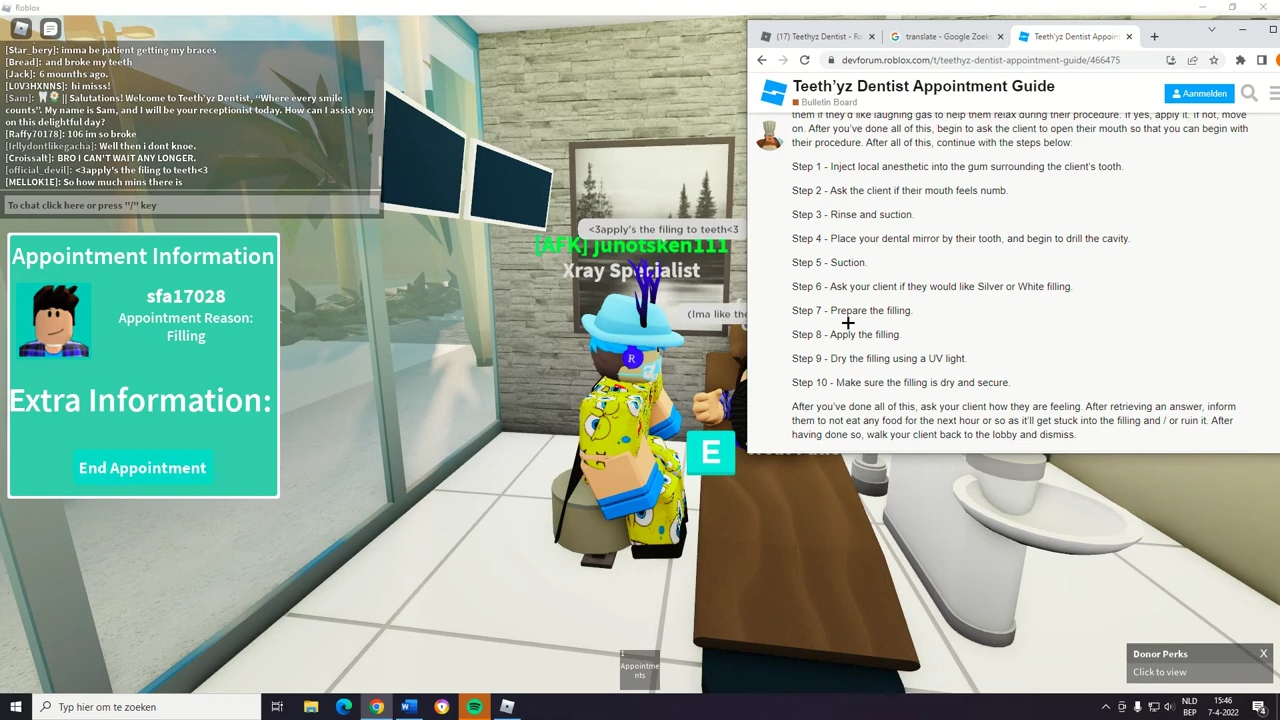 Roblox
[Star_bery]: imma be patient getting my braces
[Bread]: and broke my teeth
[Jack]: 6 mounths ago.
[L0V3HXNNS]: hi misss!
[Sam]: 🦷💐 || Salutations! Welcome to Teeth'yz Dentist, “Where every smile
counts”. My name is Sam, and I will be your receptionist today. How can I assist you
on this delightful day?
[Raffy70178]: 106 im so broke
[Irllydontlikegacha]: Well then i dont knoe.
[Croissalt]: BRO I CAN'T WAIT ANY LONGER.
[official_devil]: <3apply's the filing to teeth<3
[MELLOK1E]: So how much mins there is
To chat click here or press "/" key
Appointment Information
sfa17028
Appointment Reason:
Filling
Extra Information:
End Appointment
<3apply's the filing to teeth<3
[AFK] junotsken111
Xray Specialist
(Ima like the
R
E
1
Appointme
nts
(17) Teethyz Dentist - Ro
translate - Google Zoeke
Teeth'yz Dentist Appoint
devforum.roblox.com/t/teethyz-dentist-appointment-guide/466475
Teeth’yz Dentist Appointment Guide
Bulletin Board
Aanmelden
them if they'd like laughing gas to help them relax during their procedure. If yes, apply it. If not, move
on. After you've done all of this, begin to ask the client to open their mouth so that you can begin with
their procedure. After all of this, continue with the steps below:
Step 1 - Inject local anesthetic into the gum surrounding the client's tooth.
Step 2 - Ask the client if their mouth feels numb.
Step 3 - Rinse and suction.
Step 4 - Place your dental mirror by their tooth, and begin to drill the cavity.
Step 5 - Suction.
Step 6 - Ask your client if they would like Silver or White filling.
Step 7 - Prepare the filling.
Step 8 - Apply the filling.
Step 9 - Dry the filling using a UV light.
Step 10 - Make sure the filling is dry and secure.
After you've done all of this, ask your client how they are feeling. After retrieving an answer, inform
them to not eat any food for the next hour or so as it'll get stuck into the filling and / or ruin it. After
having done so, walk your client back to the lobby and dismiss.
Donor Perks
X
Click to view
Typ hier om te zoeken
NLD
BEP
15:46
7-4-2022
4